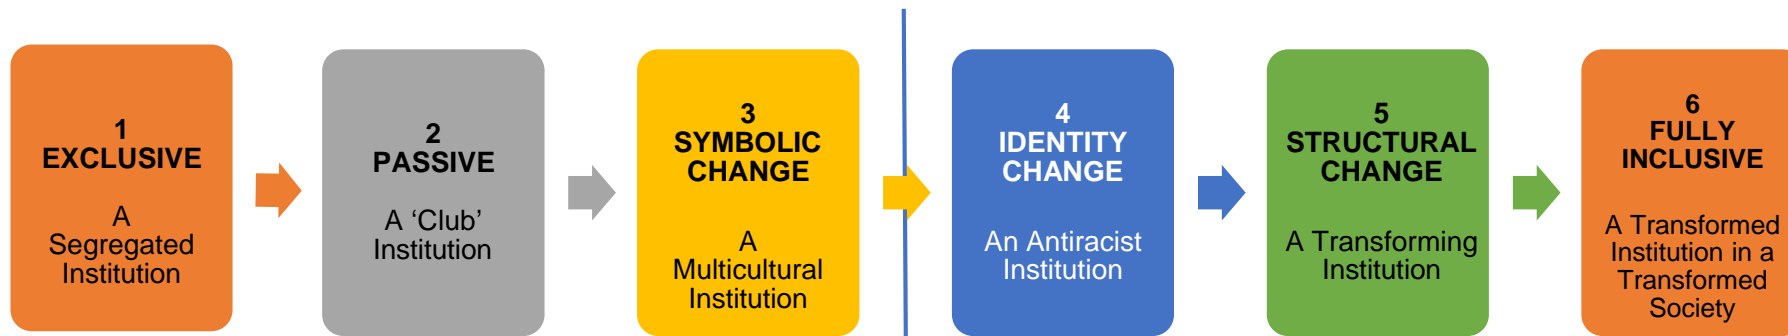 1
EXCLUSIVE
A
Segregated
Institution
2
PASSIVE
A ‘Club’
Institution
3
SYMBOLIC
CHANGE
A
Multicultural
Institution
4
IDENTITY
CHANGE
An Antiracist
Institution
5
STRUCTURAL
CHANGE
A Transforming
Institution
6
FULLY
INCLUSIVE
A Transformed
Institution in a
Transformed
Society